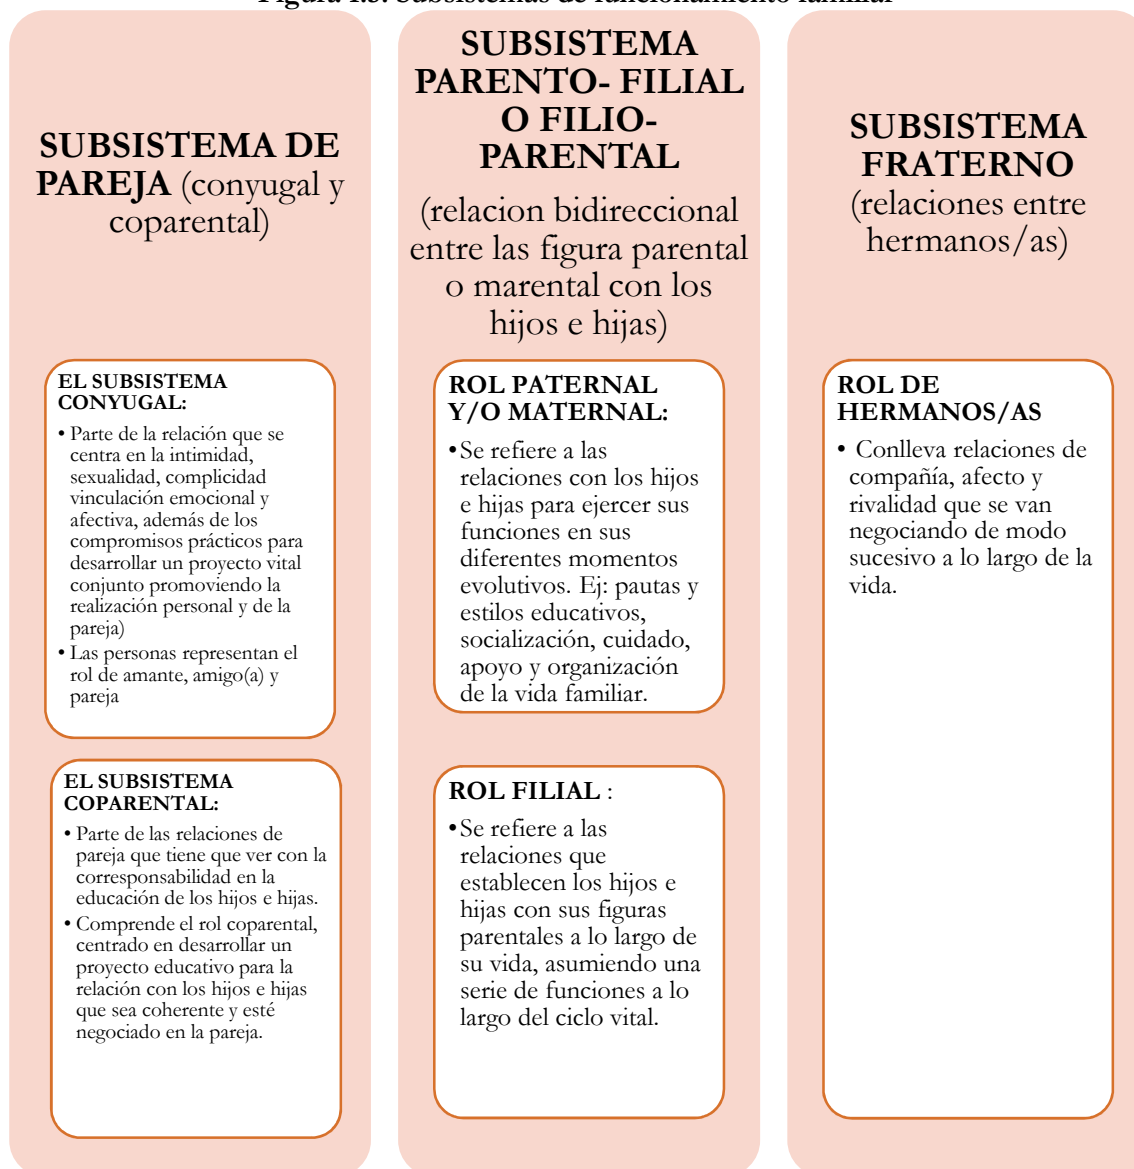 Figura 1.3. Subsistemas de funcionamiento familiar
SUBSISTEMA DE
PAREJA (conyugal y
coparental)
EL SUBSISTEMA
CONYUGAL:
• Parte de la relación que se
centra en la intimidad,
sexualidad, complicidad
vinculación emocional y
afectiva, además de los
compromisos prácticos para
desarrollar un proyecto vital
conjunto promoviendo la
realización personal y de la
pareja)
• Las personas representan el
rol de amante, amigo(a) y
pareja
EL SUBSISTEMA
COPARENTAL:
• Parte de las relaciones de
pareja que tiene que ver con la
corresponsabilidad en la
educación de los hijos e hijas.
• Comprende el rol coparental,
centrado en desarrollar un
proyecto educativo para la
relación con los hijos e hijas
que sea coherente y esté
negociado en la pareja.
SUBSISTEMA
PARENTO- FILIAL
O FILIO-
PARENTAL
(relacion bidireccional
entre las figura parental
o marental con los
hijos e hijas)
ROL PATERNAL
Y/O MATERNAL:
•Se refiere a las
relaciones con los hijos
e hijas para ejercer sus
funciones en sus
diferentes momentos
evolutivos. Ej: pautas y
estilos educativos,
socialización, cuidado,
apoyo y organización
de la vida familiar.
ROL FILIAL :
•Se refiere a las
relaciones que
establecen los hijos e
hijas con sus figuras
parentales a lo largo de
su vida, asumiendo una
serie de funciones a lo
largo del ciclo vital.
SUBSISTEMA
FRATERNO
(relaciones entre
hermanos/as)
ROL DE
HERMANOS/AS
• Conlleva relaciones de
compañía, afecto y
rivalidad que se van
negociando de modo
sucesivo a lo largo de la
vida.